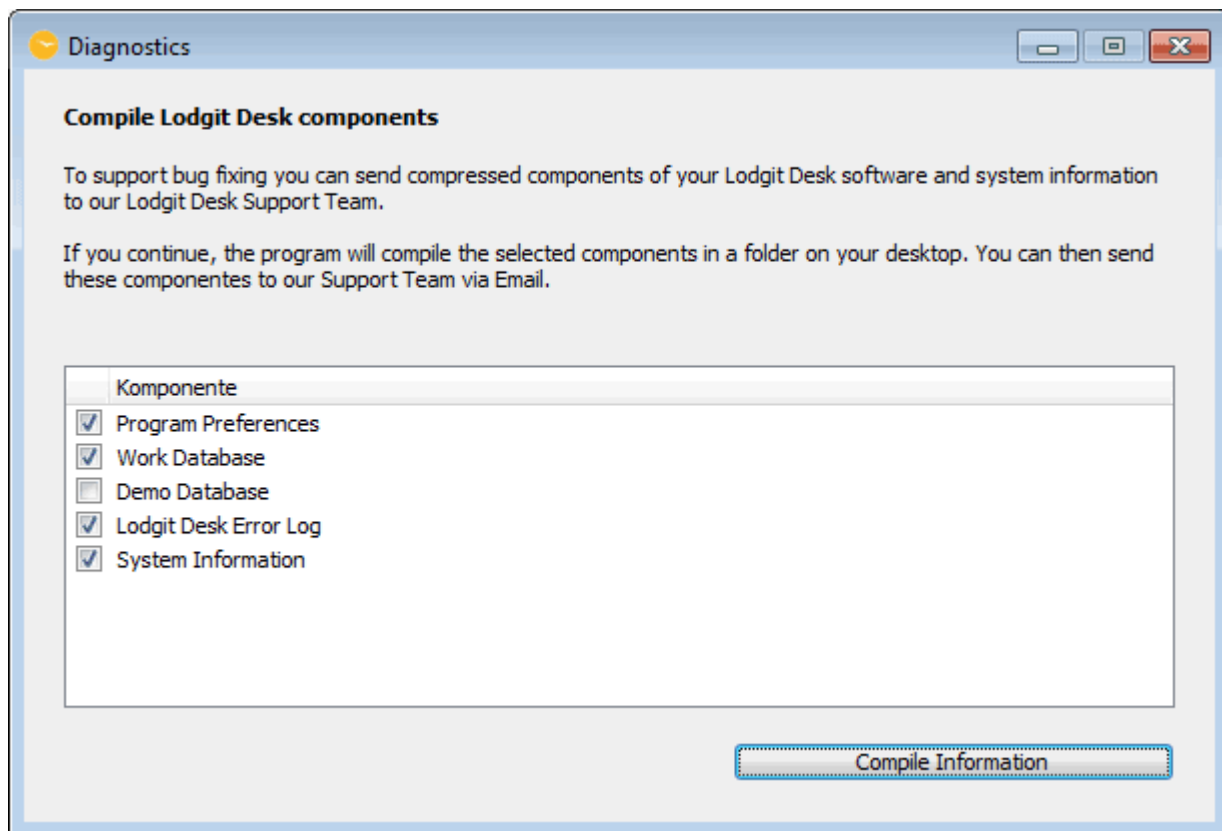 Diagnostics
Compile Lodgit Desk components
To support bug fixing you can send compressed components of your Lodgit Desk software and system information
to our Lodgit Desk Support Team.
If you continue, the program will compile the selected components in a folder on your desktop. You can then send
these componentes to our Support Team via Email.
Komponente
Program Preferences
Work Database
Demo Database
Lodgit Desk Error Log
System Information
Compile Information